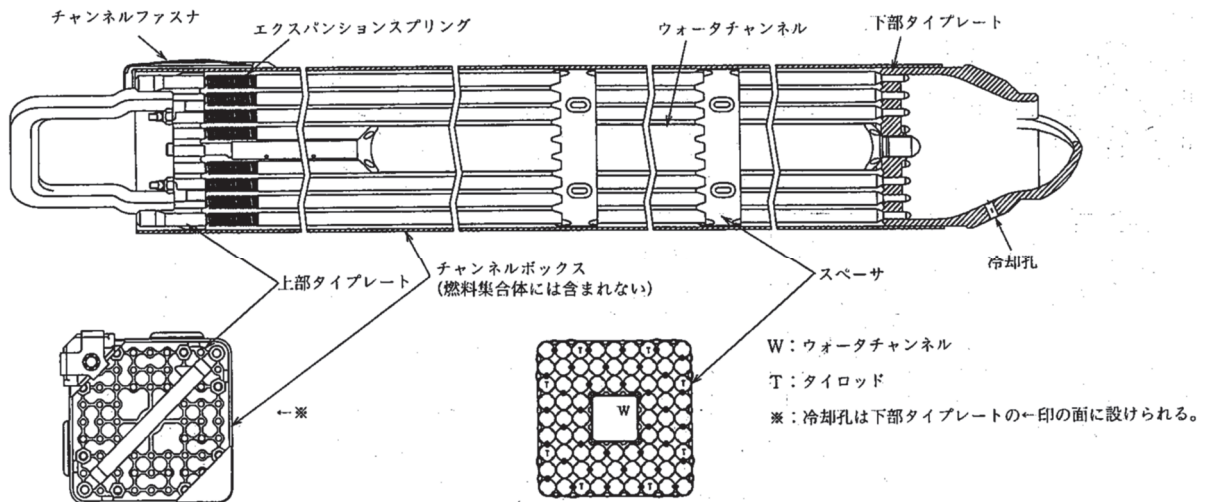 チャンネルファスナ
エクスパンションスプリング
ウォータチャンネル
下部タイプレート
冷却孔
上部タイプレート
チャンネルボックス
(燃料集合体には含まれない)
スペーサ
←※
W
T
T
T
T
T
T
T
T
W：ウォータチャンネル
T：タイロッド
※：冷却孔は下部タイプレートの←印の面に設けられる。